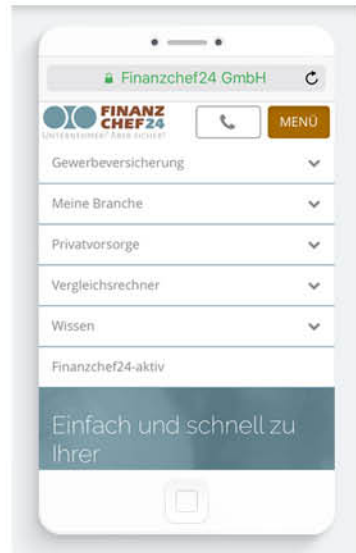 Finanzchef24 GmbH
FINANZ
CHEF24
UNTERNEHMER? ABER SICHER!
MENÜ
Gewerbeversicherung
Meine Branche
Privatvorsorge
Vergleichsrechner
Wissen
Finanzchef24-aktiv
Einfach und schnell zu
Ihrer